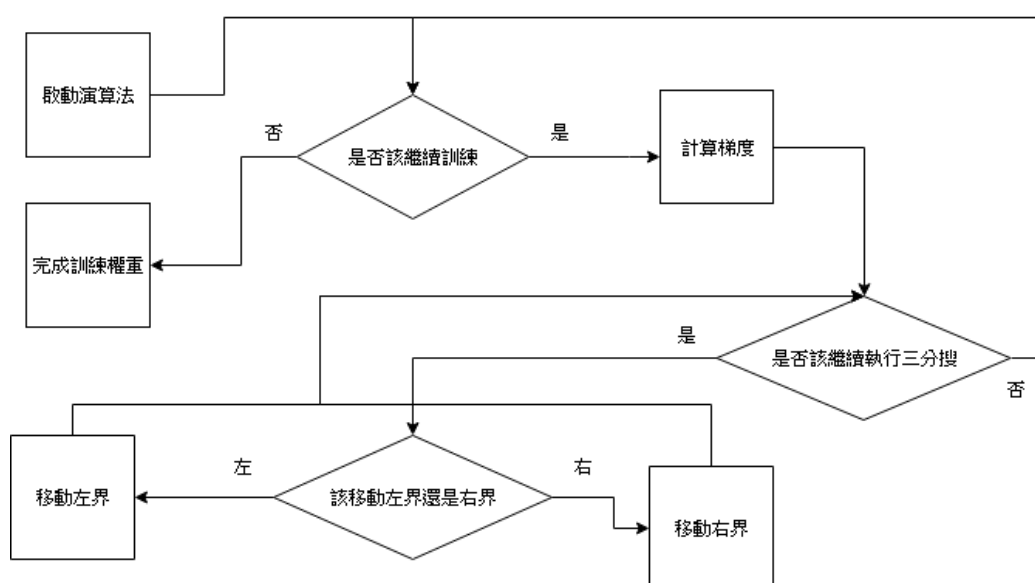 啟動演算法
否
是否該繼續訓練
是
計算梯度
完成訓練權重
是
是否該繼續執行三分搜
否
移動左界
左
該移動左界還是右界
右
移動右界